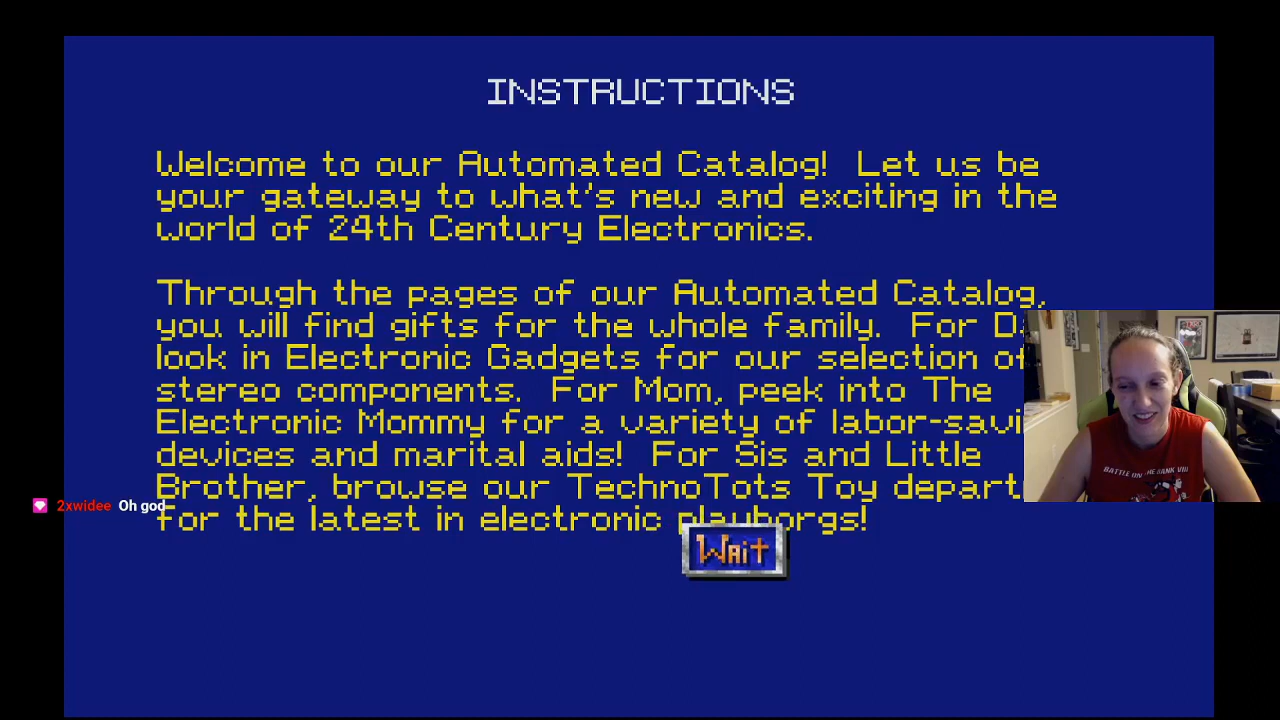 INSTRUCTIONS
Welcome to our Automated Catalog! Let us be
your gateway to what's new and exciting in the
world of 24th Century Electronics.
Through the pages of our Automated Catalog,
you will find gifts for the whole family. For
look in Electronic Gadgets for our selection of
stereo components. For Mom, peek into The
Electronic Mommy for a variety of
devices and marital aids! For Sis and Little
Brother, browse our TechnoTots Toy
2xwidee Oh god
for the latest in electronic playborgs!
Wait
BATTLE ON THE BANK VIII